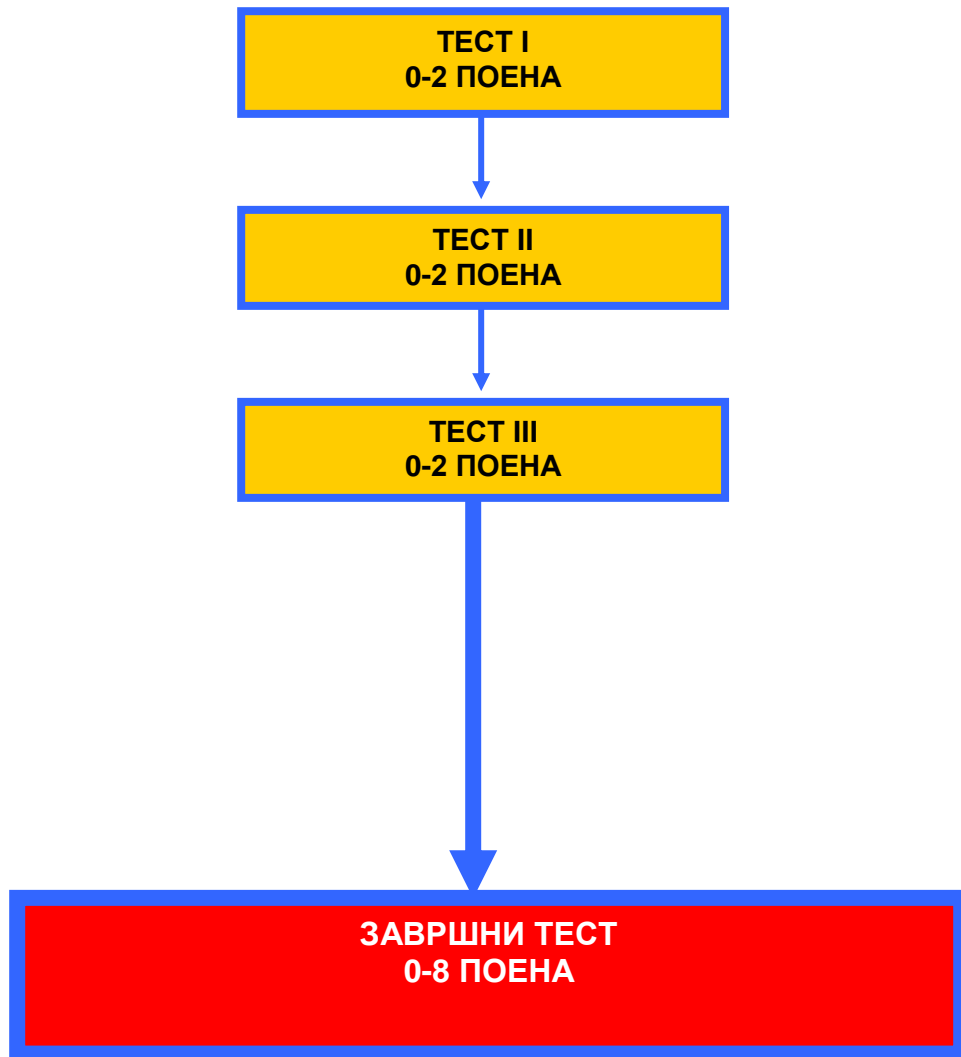 ТЕСТ I
0-2 ПОЕНА
ТЕСТ II
0-2 ПОЕНА
ТЕСТ III
0-2 ПОЕНА
ЗАВРШНИ ТЕСТ
0-8 ПОЕНА